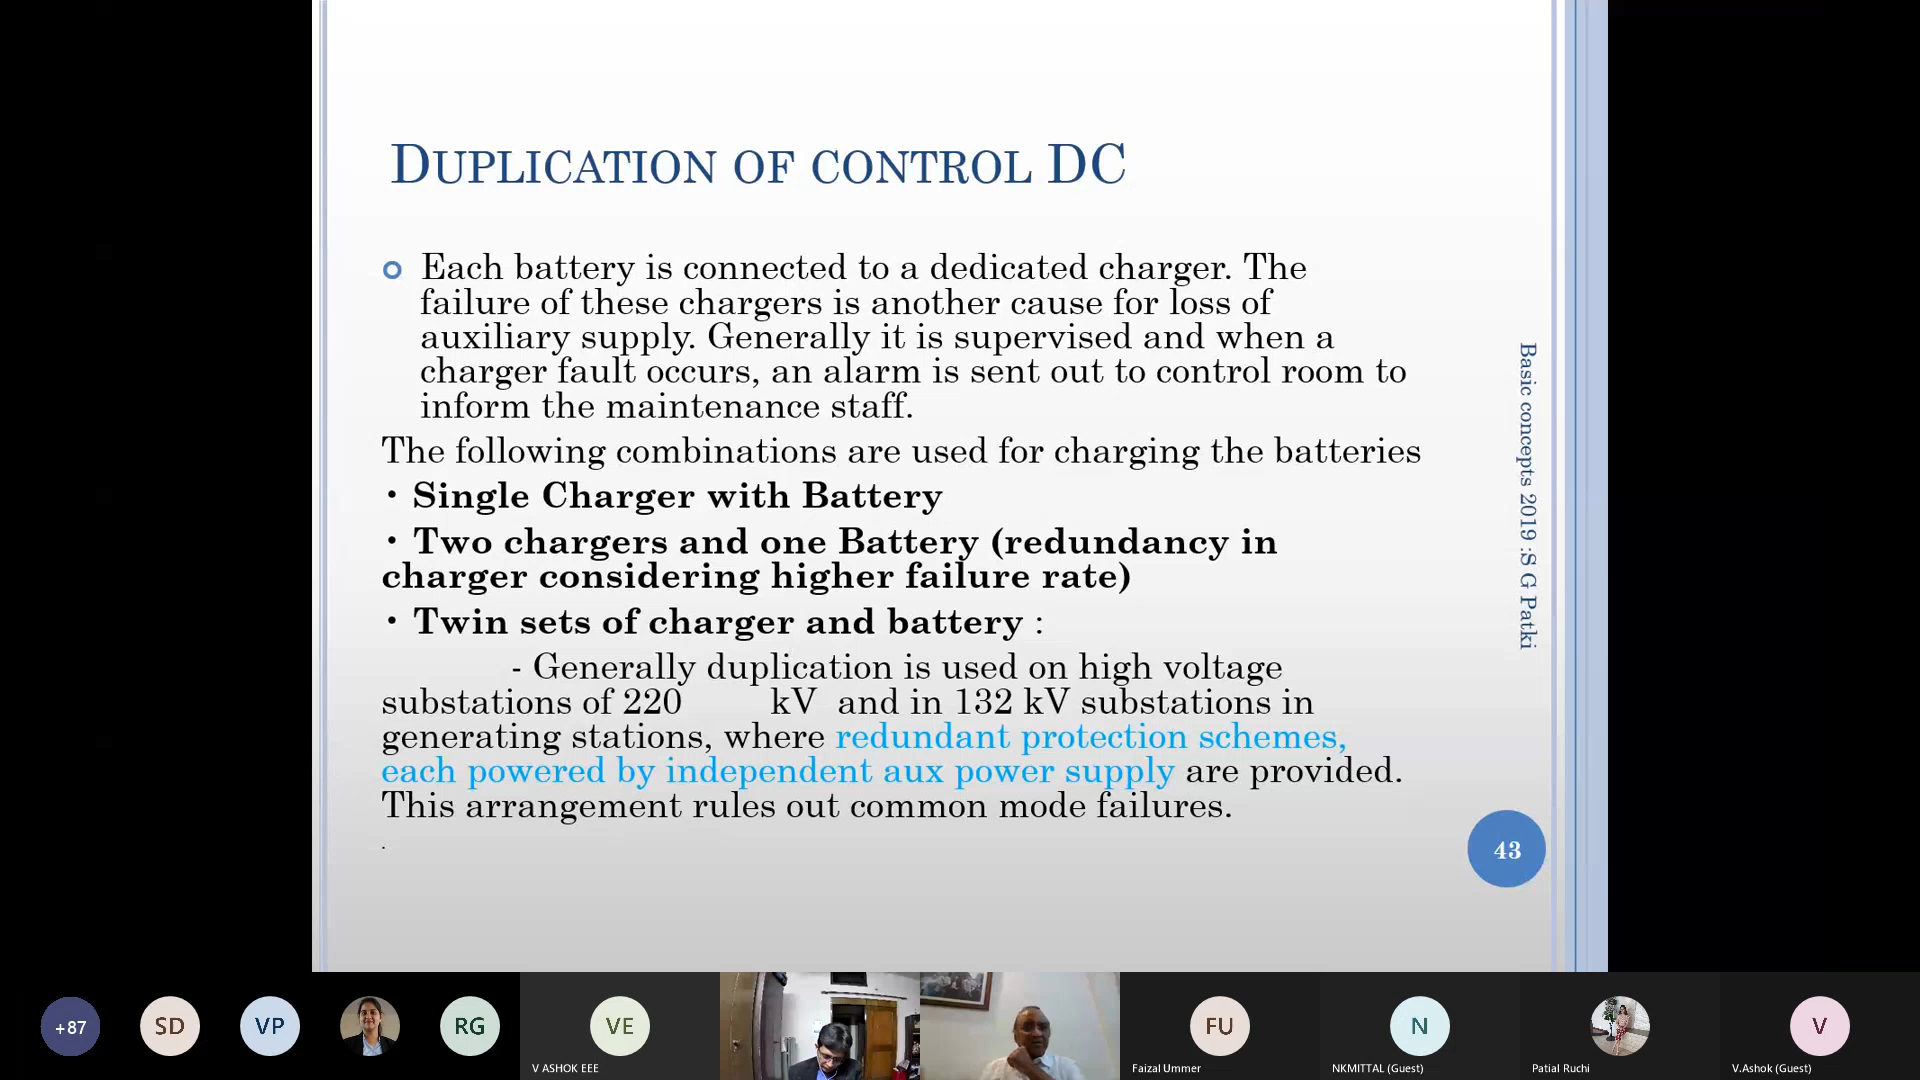 DUPLICATION OF CONTROL DC
Each battery is connected to a dedicated charger. The
failure of these chargers is another cause for loss of
auxiliary supply. Generally it is supervised and when a
charger fault occurs, an alarm is sent out to control room to
inform the maintenance staff.
The following combinations are used for charging the batteries
• Single Charger with Battery
• Two chargers and one Battery (redundancy in
charger considering higher failure rate)
• Twin sets of charger and battery :
- Generally duplication is used on high voltage
substations of 220 kV and in 132 kV substations in
generating stations, where redundant protection schemes,
each powered by independent aux power supply are provided.
This arrangement rules out common mode failures.
.
Basic concepts 2019 :S G Patki
43
+87
SD
VP
RG
VE
V ASHOK EEE
FU
Faizal Ummer
N
NKMITTAL (Guest)
Patial Ruchi
V
V.Ashok (Guest)